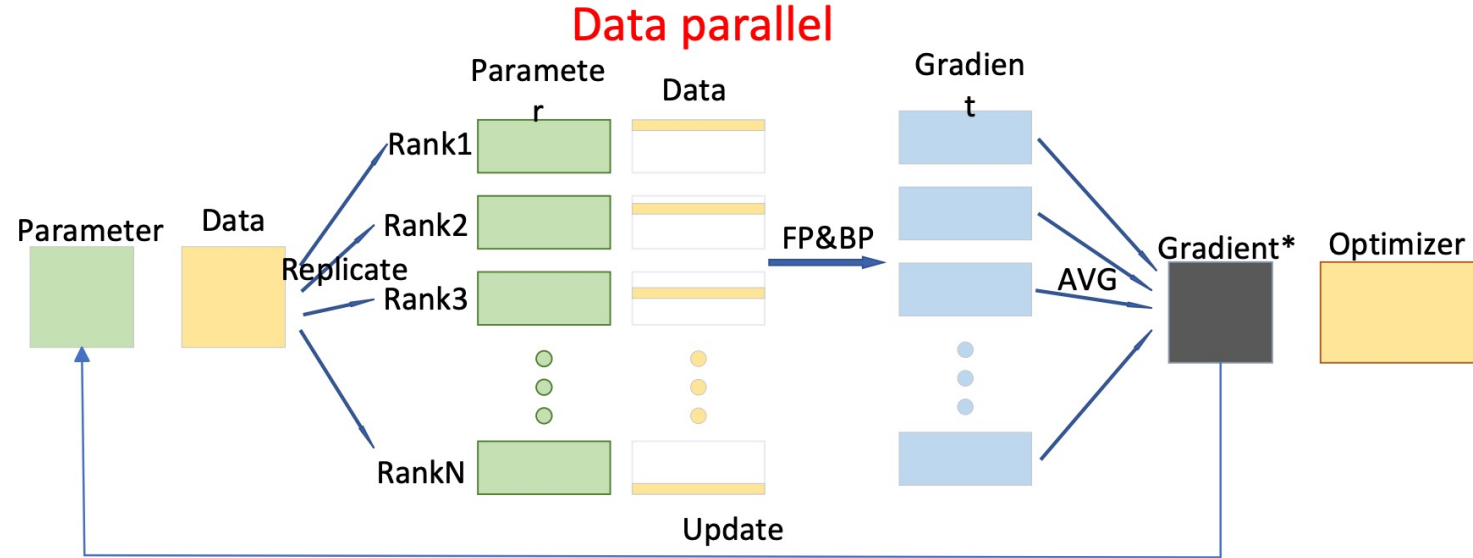 Data parallel
Paramete
r
Data
Gradien
t
Rank1
Rank2
Rank3
RankN
Parameter
Data
Replicate
FP&BP
AVG
Gradient*
Optimizer
Update